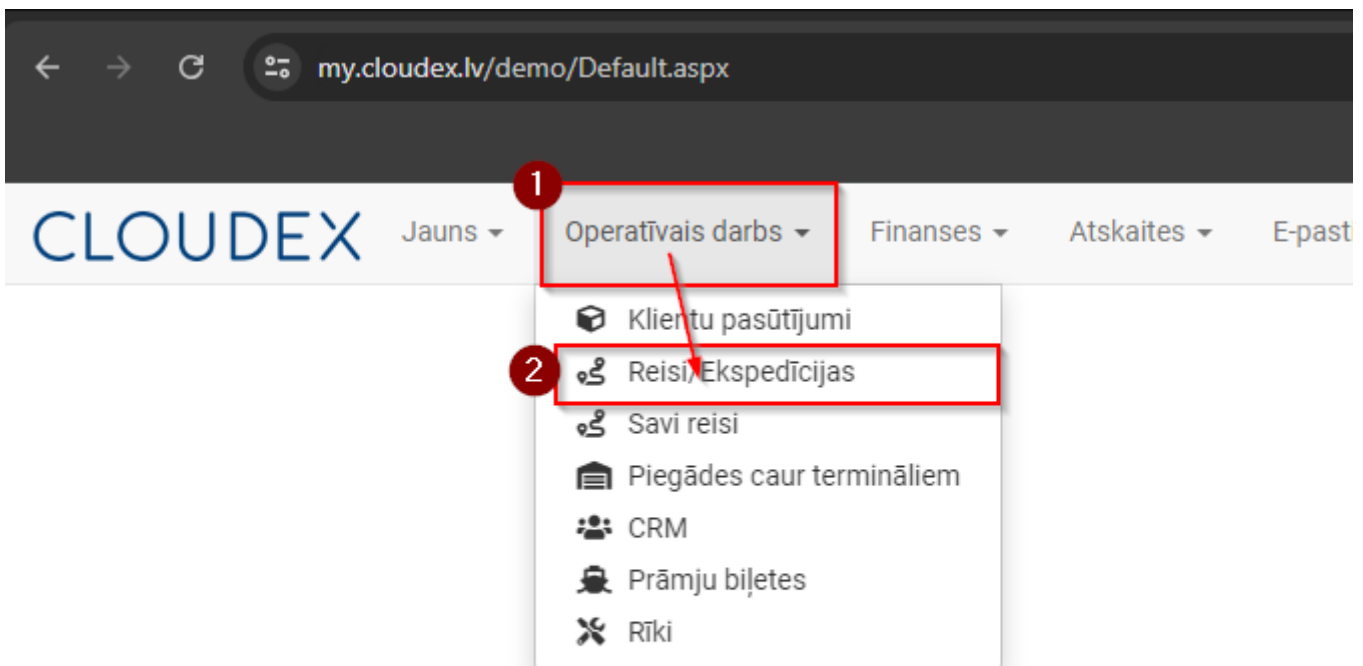 my.cloudex.lv/demo/Default.aspx
1
CLOUDEX Jauns Operatīvais darbs Finanses Atskaites E-pasti
Klientu pasūtījumi
2 Reisi/Ekspedīcijas
Savi reisi
Piegādes caur termināliem
CRM
Prāmju biļetes
Rīki